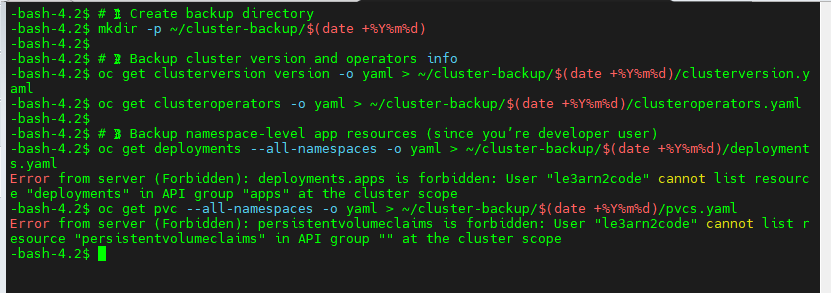 -bash-4.2$ # 1 Create backup directory
-bash-4.2$ mkdir -p ~/cluster-backup/$(date +%Y%m%d)
-bash-4.2$
-bash-4.2$ # 2 Backup cluster version and operators info
-bash-4.2$ oc get clusterversion version -o yaml > ~/cluster-backup/$(date +%Y%m%d)/clusterversion.y
aml
-bash-4.2$ oc get clusteroperators -o yaml > ~/cluster-backup/$(date +%Y%m%d)/clusteroperators.yaml
-bash-4.2$
-bash-4.2$ # 3 Backup namespace-level app resources (since you’re developer user)
-bash-4.2$ oc get deployments --all-namespaces -o yaml > ~/cluster-backup/$(date +%Y%m%d)/deployment
s.yaml
Error from server (Forbidden): deployments.apps is forbidden: User "le3arn2code" cannot list resourc
e "deployments" in API group "apps" at the cluster scope
-bash-4.2$ oc get pvc --all-namespaces -o yaml > ~/cluster-backup/$(date +%Y%m%d)/pvcs.yaml
Error from server (Forbidden): persistentvolumeclaims is forbidden: User "le3arn2code" cannot list r
esource "persistentvolumeclaims" in API group "" at the cluster scope
-bash-4.2$